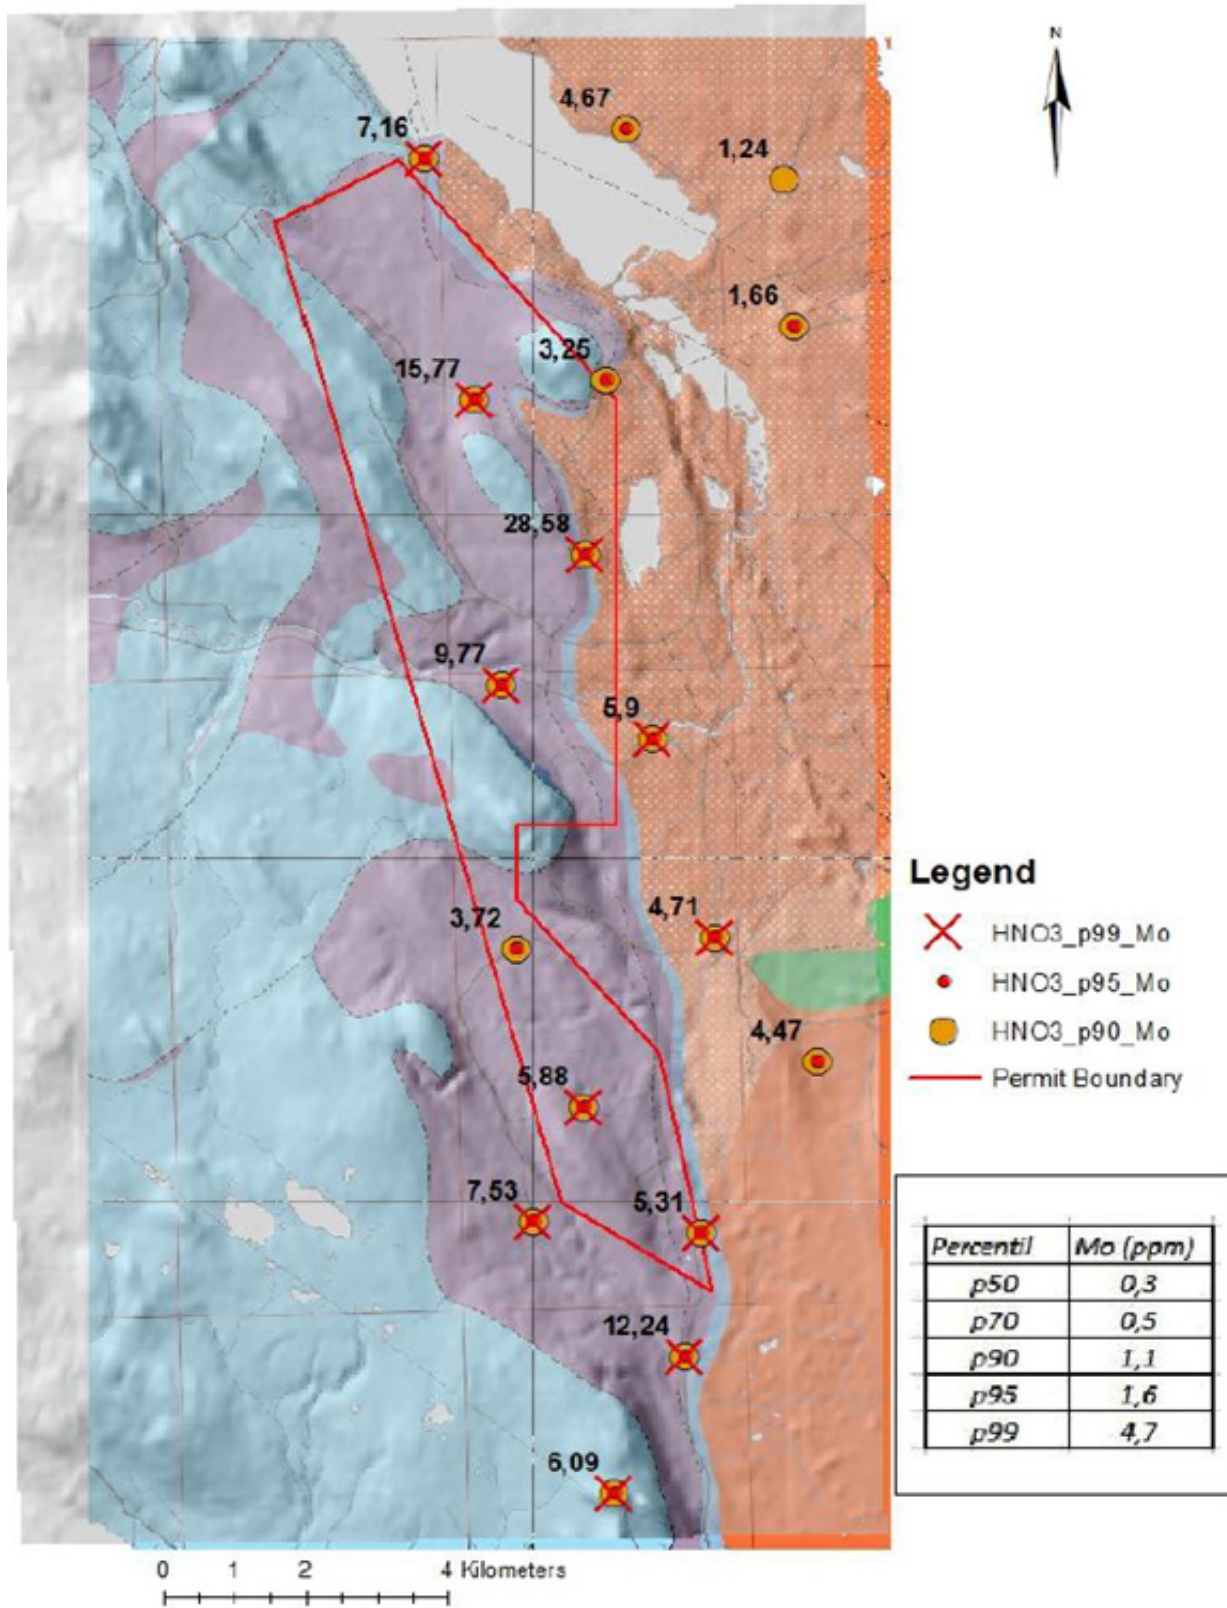 N
4,67
7,16
1,24
1,66
3,25
15,77
28,58
9,77
5,9
3,72
4,71
4,47
5,88
7,53
5,31
12,24
6,09
Legend
HNO3_p99_Mo
HNO3_p95_Mo
HNO3_p90_Mo
Permit Boundary
Percentil Mo (ppm)
p50 0,3
p70 0,5
p90 1,1
p95 1,6
p99 4,7
0 1 2 4 Kilometers